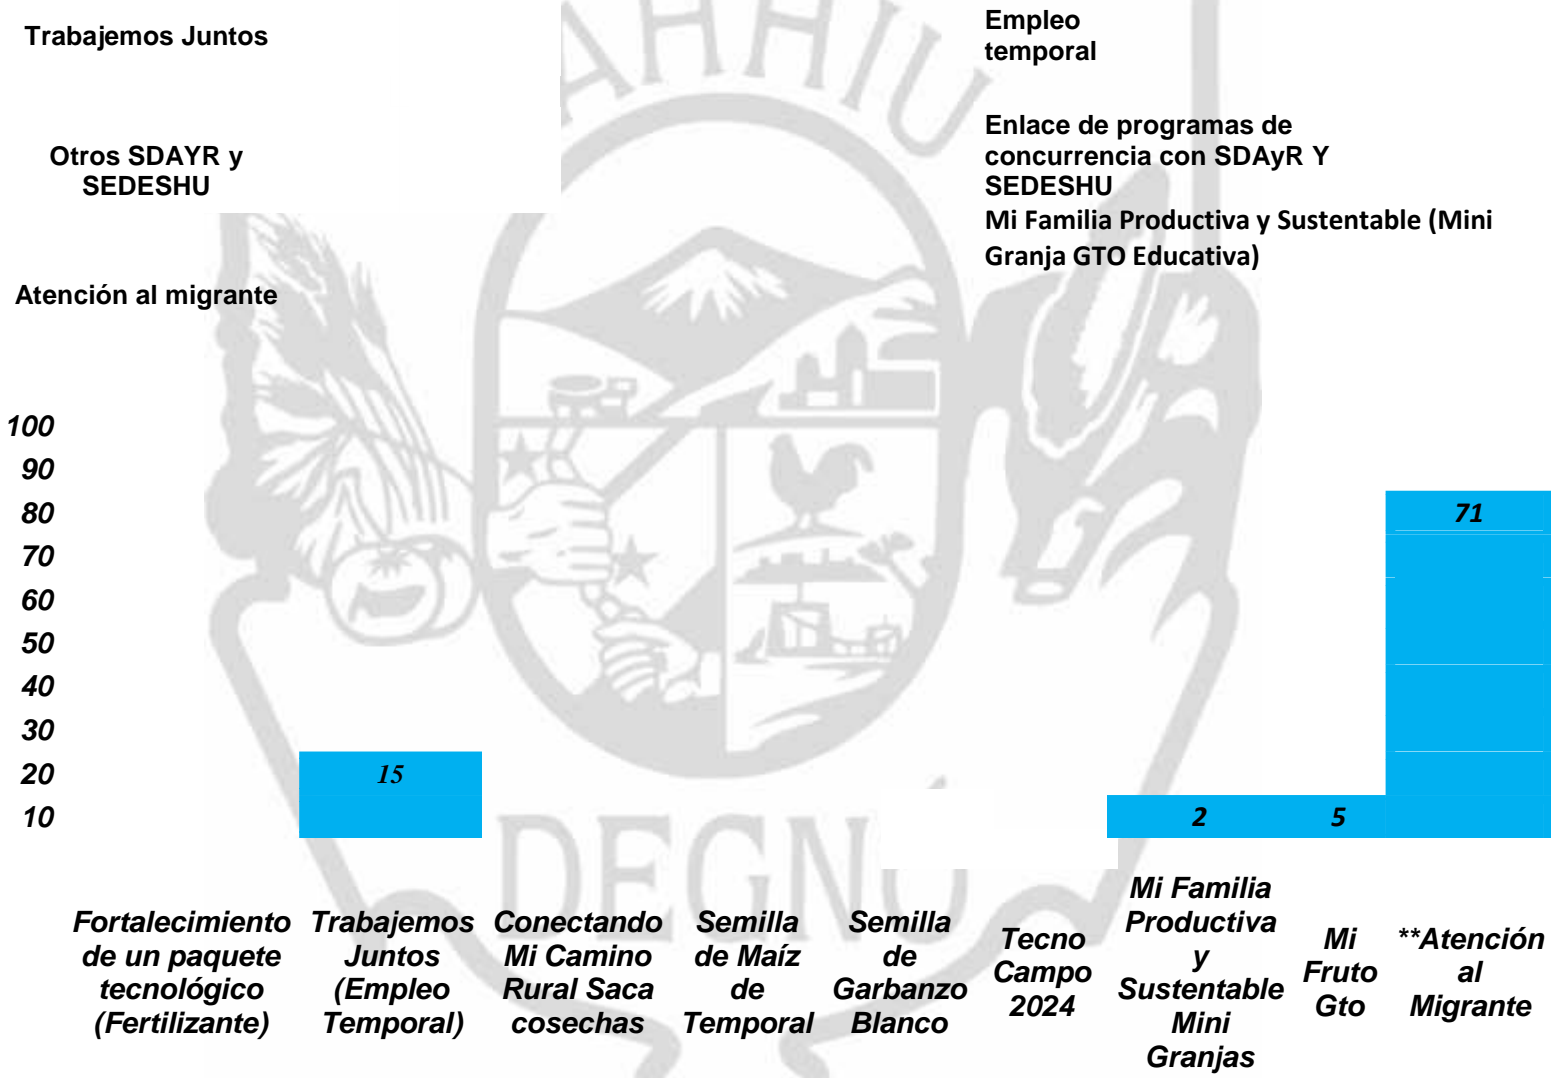 Trabajemos Juntos
Empleo
temporal
Otros SDAYR y
SEDESHU
Enlace de programas de
concurrencia con SDAyR Y
SEDESHU
Mi Familia Productiva y Sustentable (Mini
Granja GTO Educativa)
Atención al migrante
100
90
80
71
70
60
50
40
30
20
15
10
2
5
Fortalecimiento
de un paquete
tecnológico
(Fertilizante)
Trabajemos
Juntos
(Empleo
Temporal)
Conectando
Mi Camino
Rural Saca
cosechas
Semilla
de Maíz
de
Temporal
Semilla
de
Garbanzo
Blanco
Tecno
Campo
2024
Mi Familia
Productiva
y
Sustentable
Mini
Granjas
Mi
Fruto
Gto
**Atención
al
Migrante
DEGNO